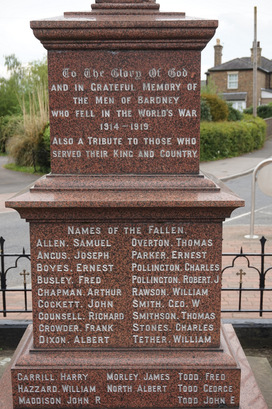 To The Glory Of God,
AND IN GRATEFUL MEMORY OF
THE MEN OF BARDNEY
WHO FELL IN THE WORLD'S WAR
1914 - 1919.
ALSO A TRIBUTE TO THOSE WHO
SERVED THEIR KING AND COUNTRY.
NAMES OF THE FALLEN.
ALLEN, SAMUEL OVERTON, THOMAS
ANGUS, JOSEPH PARKER, ERNEST
BOYES, ERNEST POLLINGTON, CHARLES
BUSLEY, FRED POLLINGTON, ROBERT, J
CHAPMAN, ARTHUR RAWSON, WILLIAM
COCKETT, JOHN SMITH, GEO. W
COUNSELL, RICHARD SMITHSON, THOMAS
CROWDER, FRANK STONES, CHARLES
DIXON, ALBERT TETHER, WILLIAM
CARRILL, HARRY MORLEY, JAMES TODD, FRED
HAZZARD, WILLIAM NORTH, ALBERT TODD, GEORGE
MADDISON, JOHN R TODD, JOHN E